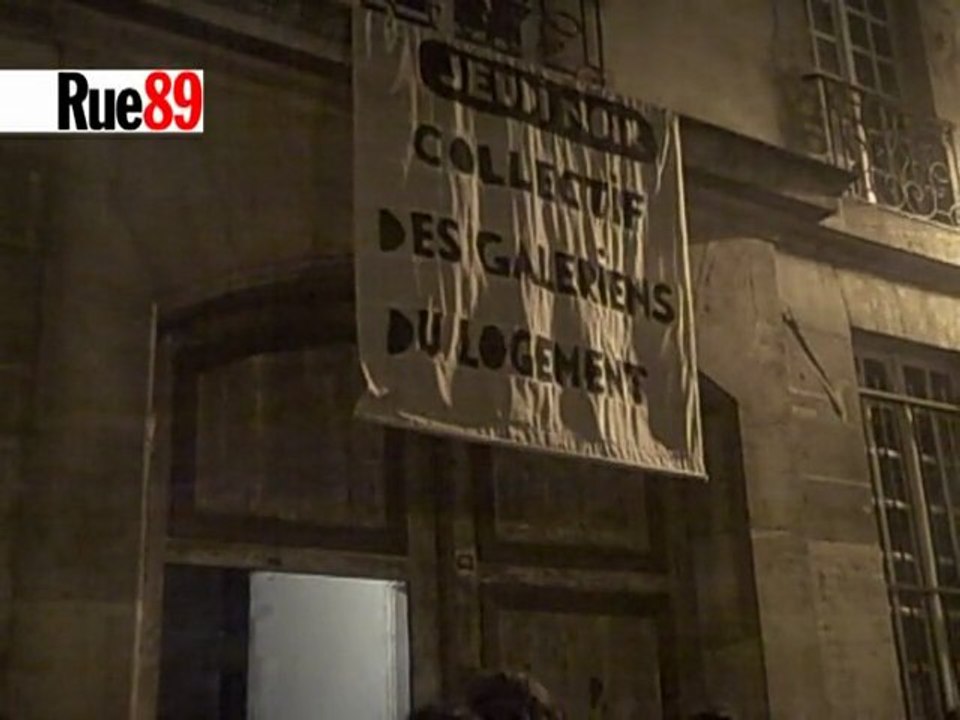 Rue89
JEUDI NOIR
COLLECTIF
DES GALERIENS
DU LOGEMENT